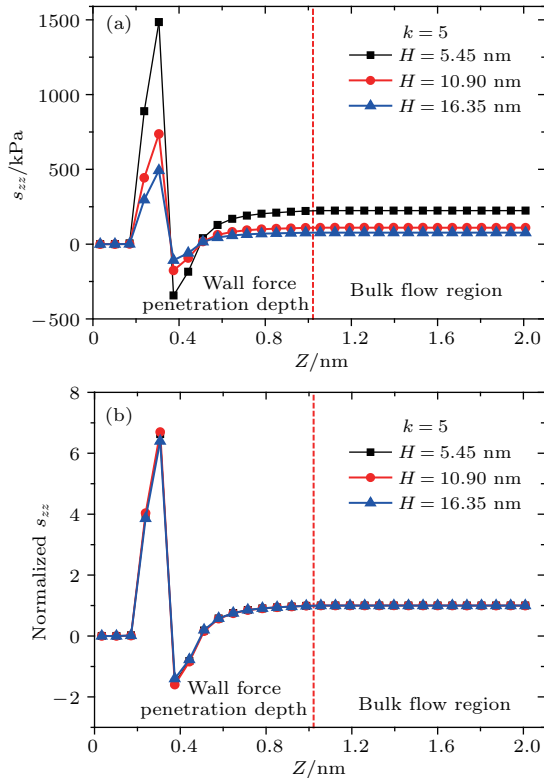 (a)
k = 5
H = 5.45 nm
H = 10.90 nm
H = 16.35 nm
1500
1000
500
0
−500
s_zz/kPa
Wall force
penetration depth
Bulk flow region
0 0.4 0.8 1.2 1.6 2.0
Z/nm
(b)
k = 5
H = 5.45 nm
H = 10.90 nm
H = 16.35 nm
8
6
4
2
0
−2
Normalized s_zz
Wall force
penetration depth
Bulk flow region
0 0.4 0.8 1.2 1.6 2.0
Z/nm